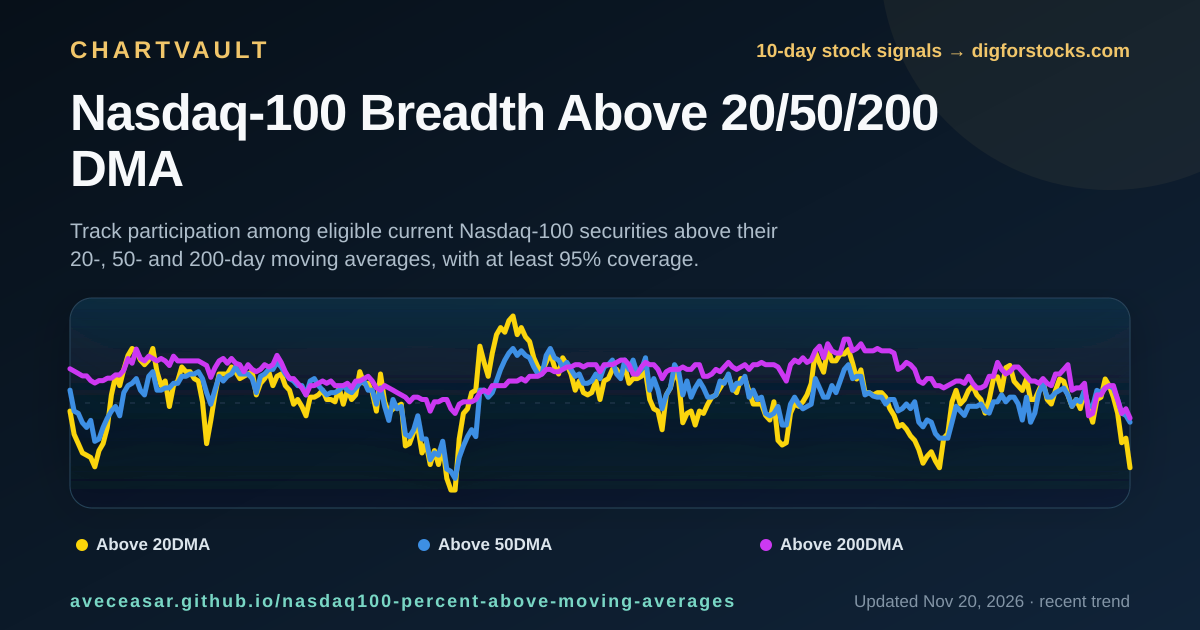 CHARTVAULT
10-day stock signals → digforstocks.com
Nasdaq-100 Breadth Above 20/50/200
DMA
Track participation among eligible current Nasdaq-100 securities above their
20-, 50- and 200-day moving averages, with at least 95% coverage.
Above 20DMA
Above 50DMA
Above 200DMA
aveceasar.github.io/nasdaq100-percent-above-moving-averages
Updated Nov 20, 2026 · recent trend